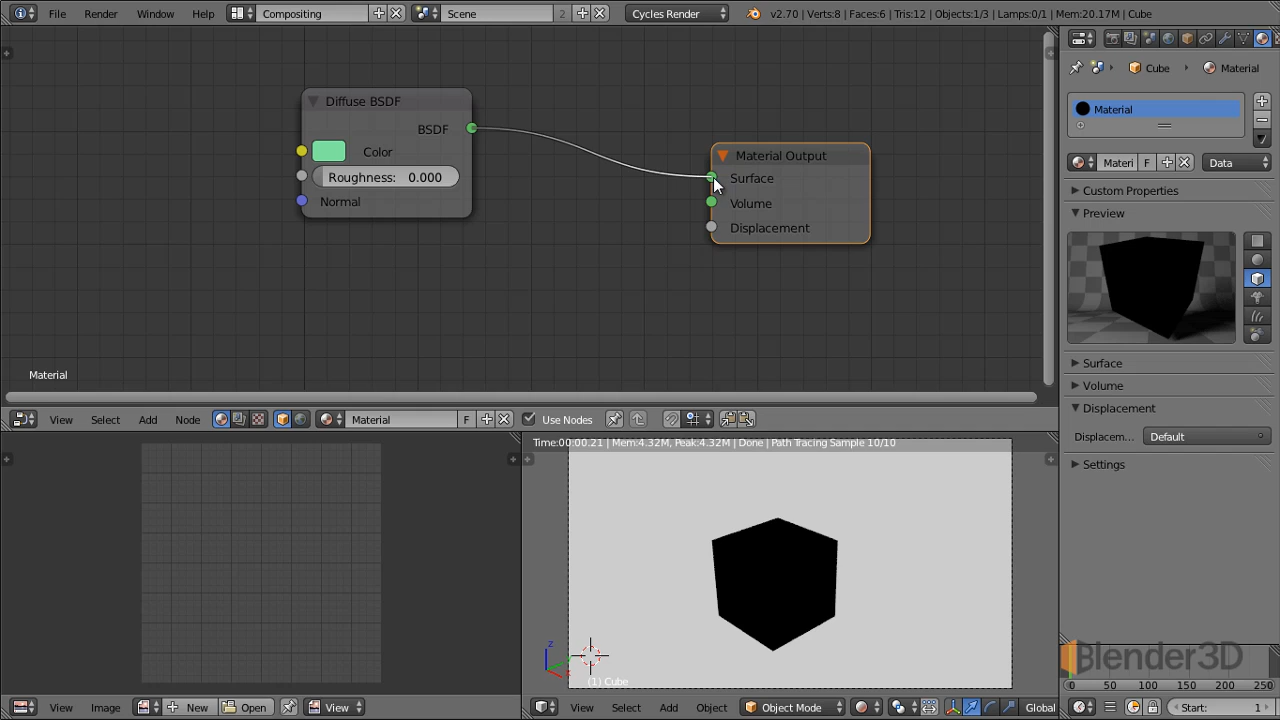 File Render Window Help Compositing Scene 2 Cycles Render v2.70 | Verts:8 | Faces:6 | Tris:12 | Objects:1/3 | Lamps:0/1 | Mem:20.17M | Cube
Cube Material
Diffuse BSDF
BSDF
Color
Roughness: 0.000
Normal
Material Output
Surface
Volume
Displacement
Material
Material
Materi F Data
Custom Properties
Preview
Surface
Volume
Displacement
Displacem... Default
Settings
View Select Add Node Material F Use Nodes
Time:00:00.21 | Mem:4.32M, Peak:4.32M | Done | Path Tracing Sample 10/10
z
(1) Cube
Blender3D
0 50 100 150 200 250
View Image New Open View
View Select Add Object Object Mode Global
Start: 1